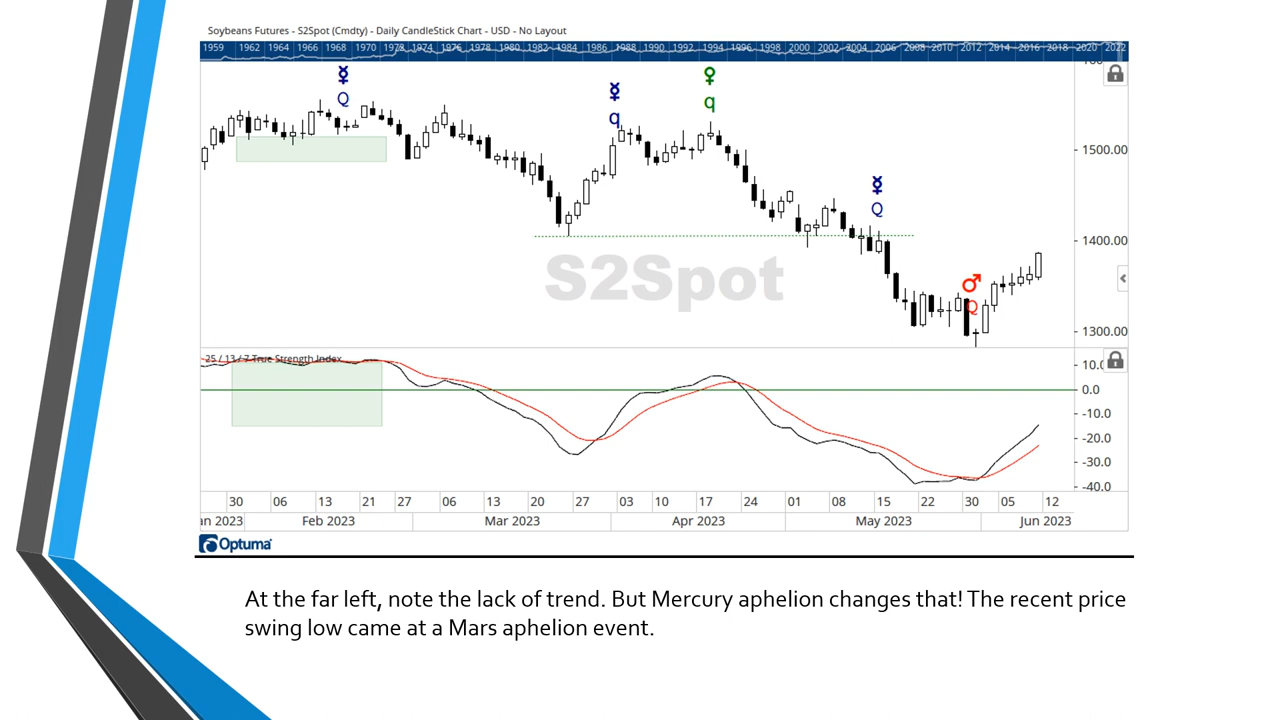 Soybeans Futures - S2Spot (Cmdty) - Daily CandleStick Chart - USD - No Layout
1959 1962 1964 1966 1968 1970 1972 1974 1976 1978 1980 1982 1984 1986 1988 1990 1992 1994 1996 1998 2000 2002 2004 2006 2008 2010 2012 2014 2016 2018 2020 2022
☿ ☿ ♀
Q q q
1500.00
☿
Q
1400.00
S2Spot
♂
Q
1300.00
25 / 13 / 7 True Strength Index
10.0
0.0
-10.0
-20.0
-30.0
-40.0
30 06 13 21 27 06 13 20 27 03 10 17 24 01 08 15 22 30 05 12
an 2023 Feb 2023 Mar 2023 Apr 2023 May 2023 Jun 2023
Optuma
At the far left, note the lack of trend. But Mercury aphelion changes that! The recent price
swing low came at a Mars aphelion event.